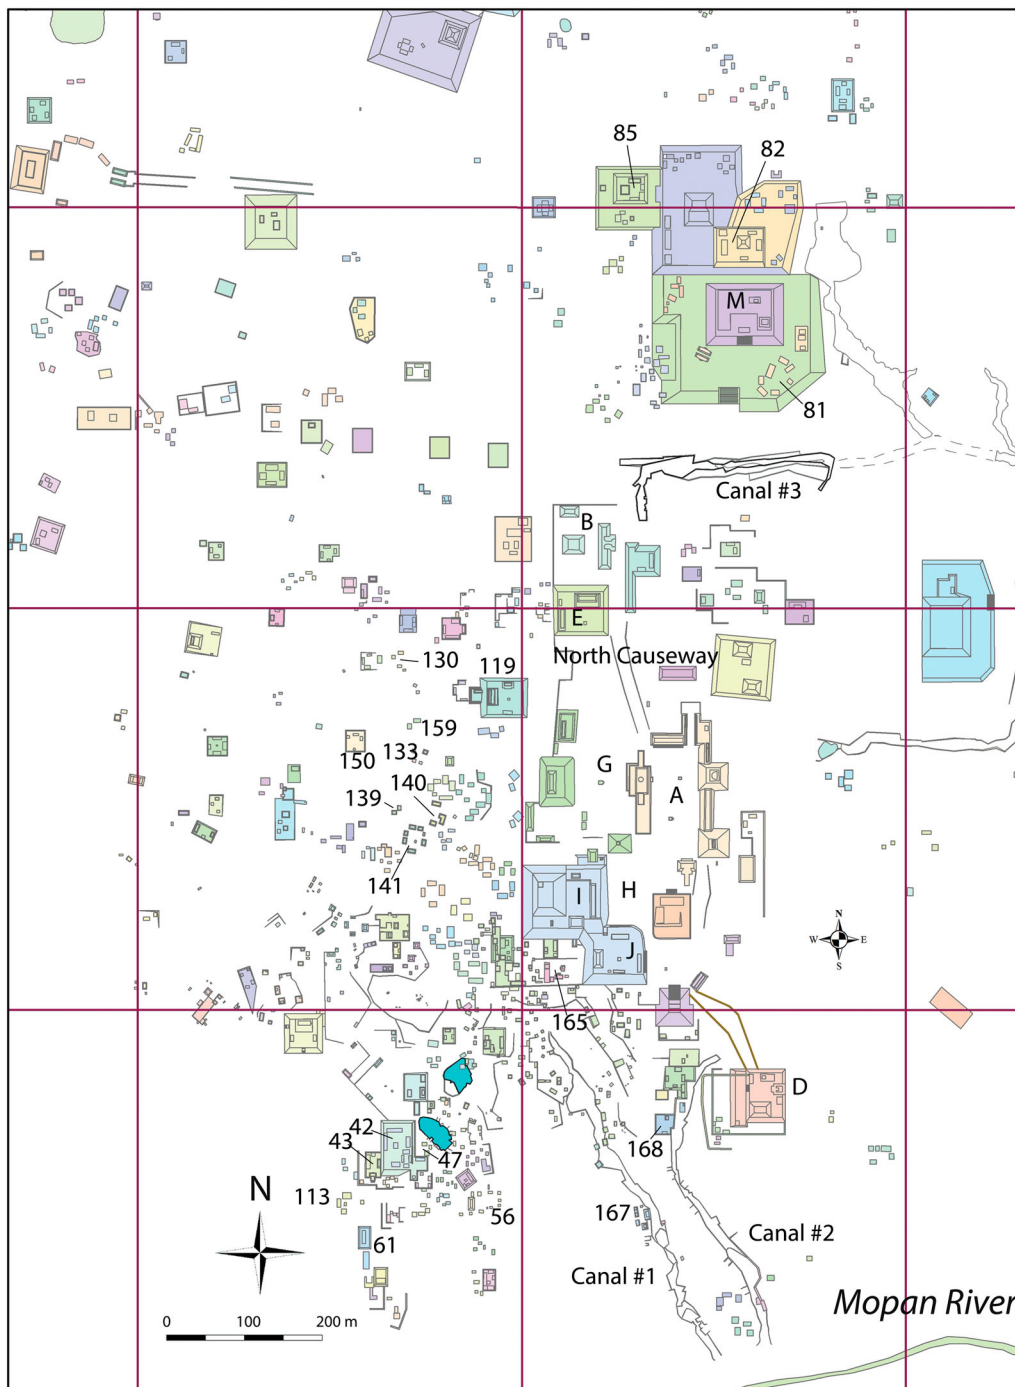 85
82
M
81
Canal #3
B
E
North Causeway
130
119
159
150
133
G
140
139
A
141
H
I
N
W E
S
J
165
D
42
43
47
168
N
113
56
167
61
Canal #2
Canal #1
Mopan River
0 100 200 m